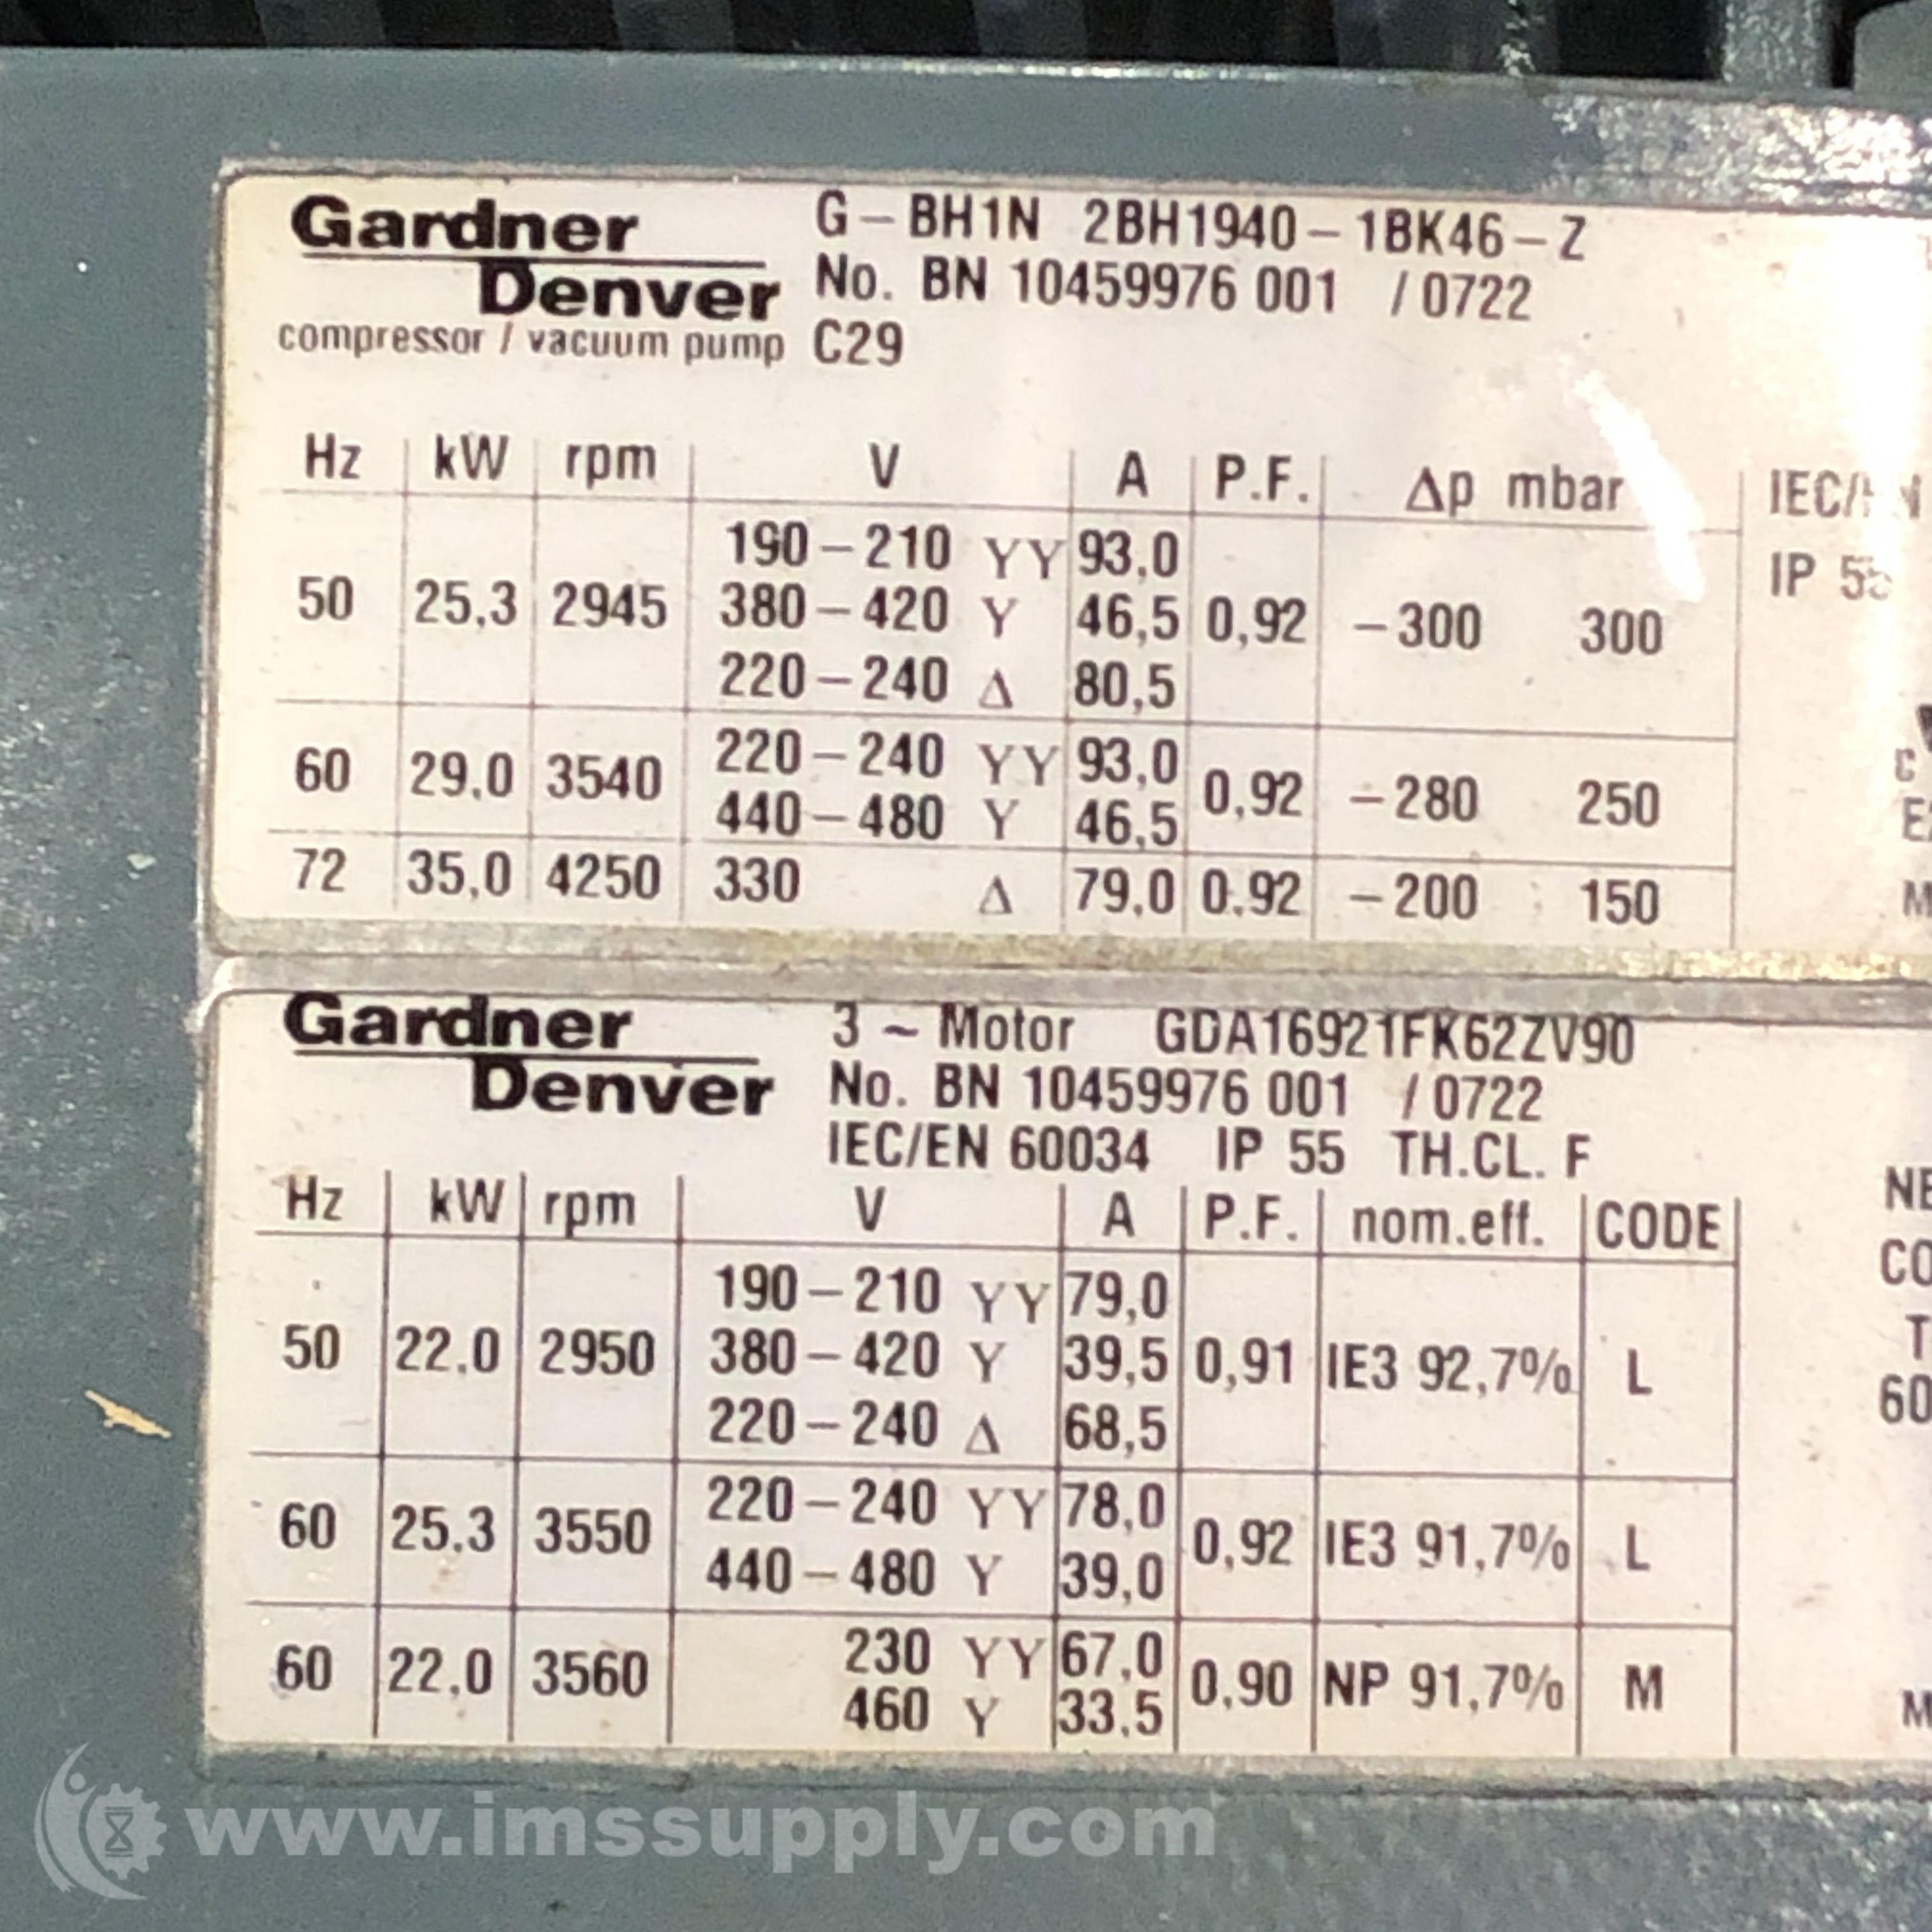 Gardner
Denver
compressor / vacuum pump
G-BH1N 2BH1940-1BK46-Z
No. BN 10459976 001 / 0722
C29
Hz kW rpm V A P.F. Δp mbar
190-210 YY 93,0
50 25,3 2945 380-420 Y 46,5 0,92 -300 300
220-240 Δ 80,5
220-240 YY 93,0
60 29,0 3540 0,92 -280 250
440-480 Y 46,5
72 35,0 4250 330 Δ 79,0 0.92 -200 150
IP 55
Gardner
Denver
3 ~ Motor GDA16921FK62ZV90
No. BN 10459976 001 / 0722
IEC/EN 60034 IP 55 TH.CL. F
Hz kW rpm V A P.F. nom.eff. CODE
190-210 YY 79,0
50 22,0 2950 380-420 Y 39,5 0,91 IE3 92,7% L
220-240 Δ 68,5
220-240 YY 78,0
60 25,3 3550 0,92 IE3 91,7% L
440-480 Y 39,0
230 YY 67,0
60 22,0 3560 0,90 NP 91,7% M
460 Y 33,5
www.imssupply.com